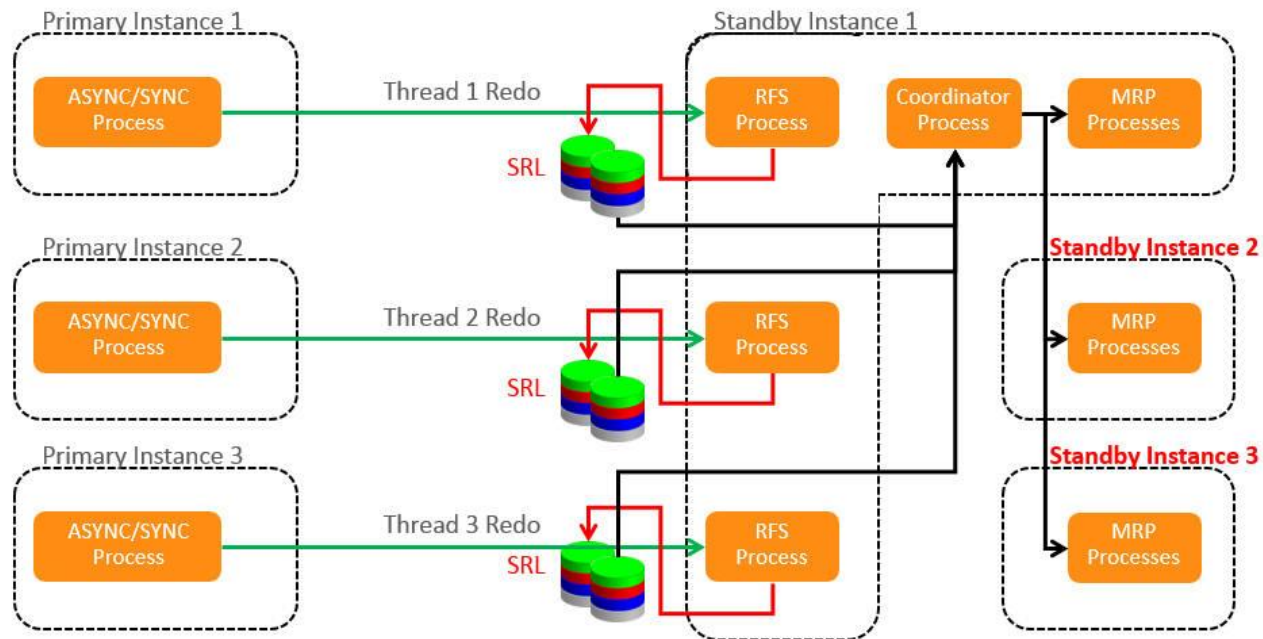 Primary Instance 1
Standby Instance 1
ASYNC/SYNC
Process
Thread 1 Redo
RFS
Process
Coordinator
Process
MRP
Processes
SRL
Primary Instance 2
Standby Instance 2
ASYNC/SYNC
Process
Thread 2 Redo
RFS
Process
MRP
Processes
SRL
Primary Instance 3
Standby Instance 3
ASYNC/SYNC
Process
Thread 3 Redo
RFS
Process
MRP
Processes
SRL